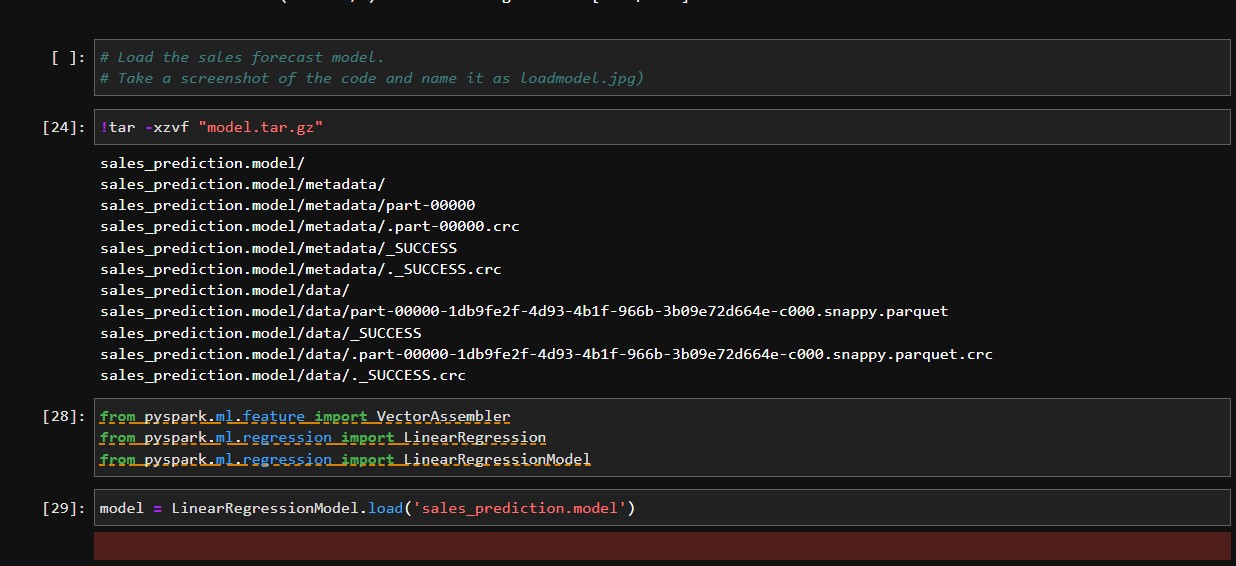 [ ]: # Load the sales forecast model.
# Take a screenshot of the code and name it as loadmodel.jpg)
[24]: !tar -xzvf "model.tar.gz"
sales_prediction.model/
sales_prediction.model/metadata/
sales_prediction.model/metadata/part-00000
sales_prediction.model/metadata/.part-00000.crc
sales_prediction.model/metadata/_SUCCESS
sales_prediction.model/metadata/._SUCCESS.crc
sales_prediction.model/data/
sales_prediction.model/data/part-00000-1db9fe2f-4d93-4b1f-966b-3b09e72d664e-c000.snappy.parquet
sales_prediction.model/data/_SUCCESS
sales_prediction.model/data/.part-00000-1db9fe2f-4d93-4b1f-966b-3b09e72d664e-c000.snappy.parquet.crc
sales_prediction.model/data/._SUCCESS.crc
[28]: from pyspark.ml.feature import VectorAssembler
from pyspark.ml.regression import LinearRegression
from pyspark.ml.regression import LinearRegressionModel
[29]: model = LinearRegressionModel.load('sales_prediction.model')